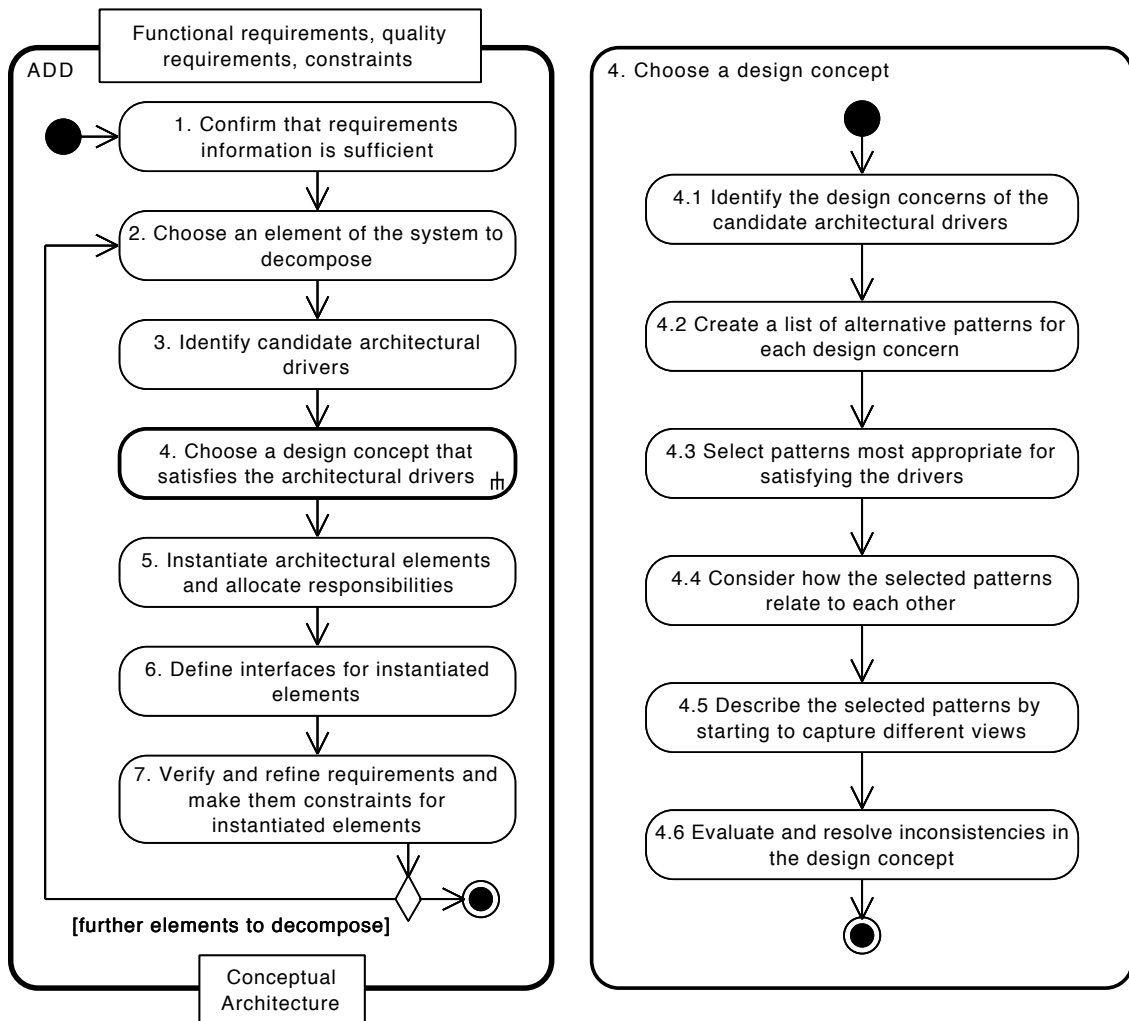 Functional requirements, quality
requirements, constraints
ADD
1. Confirm that requirements
information is sufficient
2. Choose an element of the system to
decompose
3. Identify candidate architectural
drivers
4. Choose a design concept that
satisfies the architectural drivers
5. Instantiate architectural elements
and allocate responsibilities
6. Define interfaces for instantiated
elements
7. Verify and refine requirements and
make them constraints for
instantiated elements
[further elements to decompose]
Conceptual
Architecture
4. Choose a design concept
4.1 Identify the design concerns of the
candidate architectural drivers
4.2 Create a list of alternative patterns for
each design concern
4.3 Select patterns most appropriate for
satisfying the drivers
4.4 Consider how the selected patterns
relate to each other
4.5 Describe the selected patterns by
starting to capture different views
4.6 Evaluate and resolve inconsistencies in
the design concept